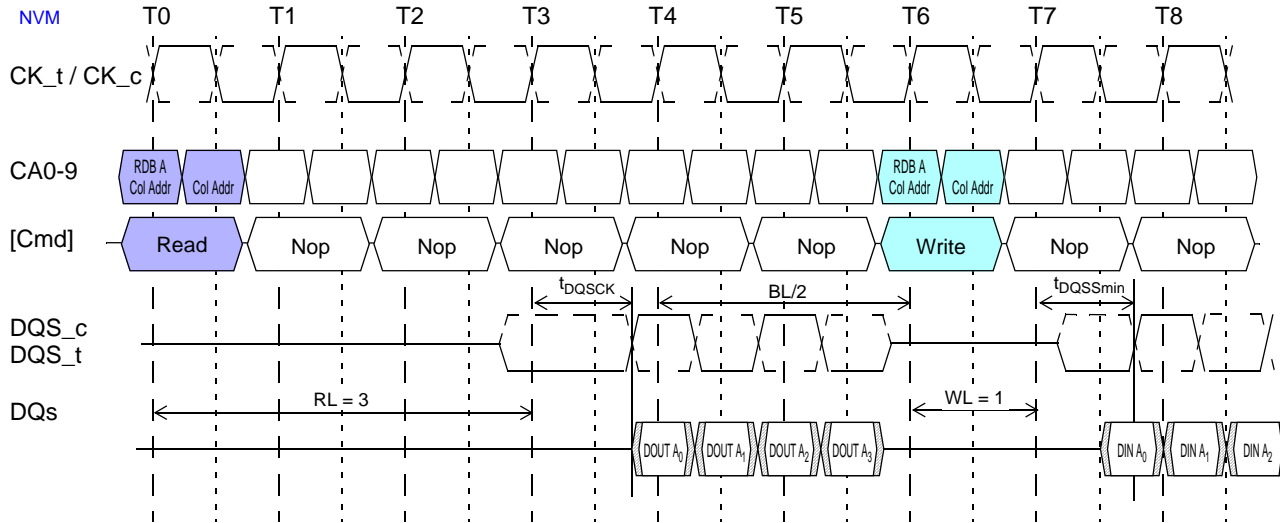 NVM T0 T1 T2 T3 T4 T5 T6 T7 T8
CK_t / CK_c
CA0-9 RDB A Col Addr Col Addr RDB A Col Addr Col Addr
[Cmd] Read Nop Nop Nop Nop Nop Write Nop Nop
tDQSCK BL/2 tDQSSmin
DQS_c
DQS_t
RL = 3 WL = 1
DQs
DOUT A0 DOUT A1 DOUT A2 DOUT A3 DIN A0 DIN A1 DIN A2